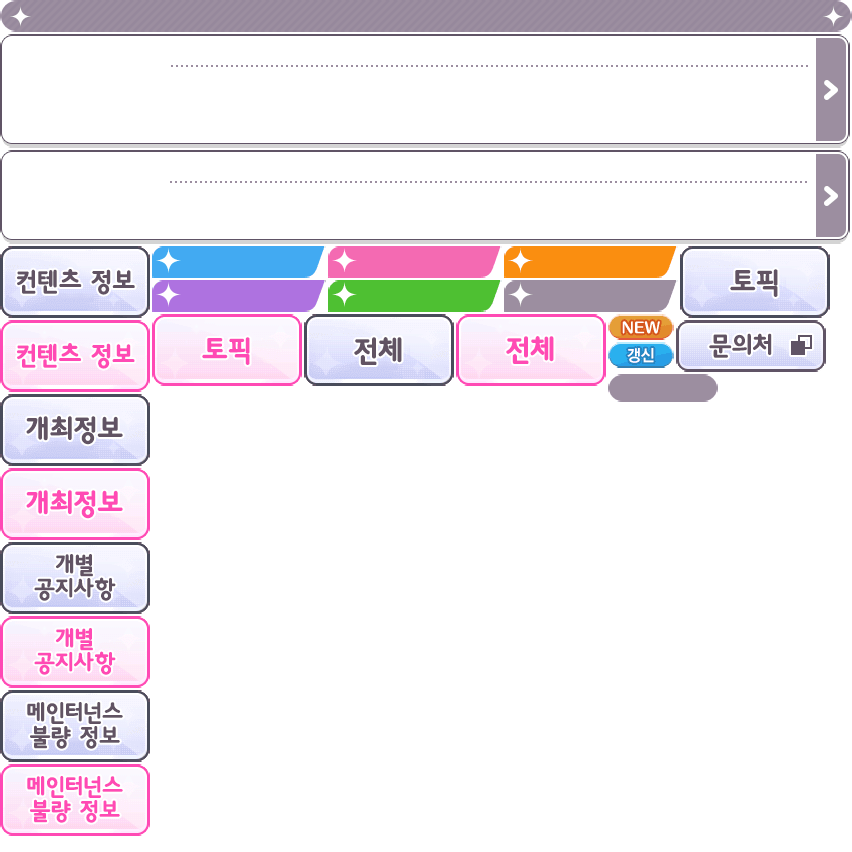 컨텐츠 정보
토픽
컨텐츠 정보
토픽
전체
전체
NEW
갱신
문의처
개최정보
개최정보
개별
공지사항
개별
공지사항
메인터넌스
불량 정보
메인터넌스
불량 정보